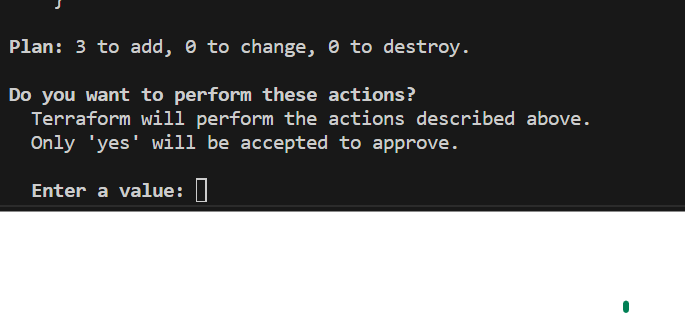 }
Plan: 3 to add, 0 to change, 0 to destroy.
Do you want to perform these actions?
Terraform will perform the actions described above.
Only 'yes' will be accepted to approve.
Enter a value: